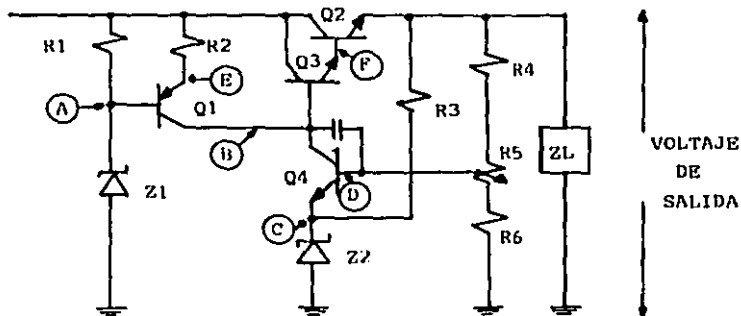 Q2
R1
R2
Q3
E
F
R4
A
Q1
R3
B
R5
ZL
VOLTAJE
DE
SALIDA
Q4
D
Z1
C
R6
Z2